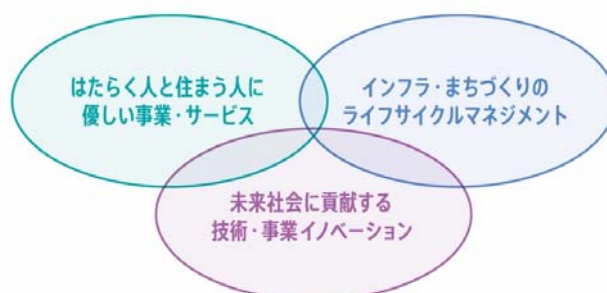 はたらく人と住まう人に
優しい事業・サービス
インフラ・まちづくりの
ライフサイクルマネジメント
未来社会に貢献する
技術・事業イノベーション